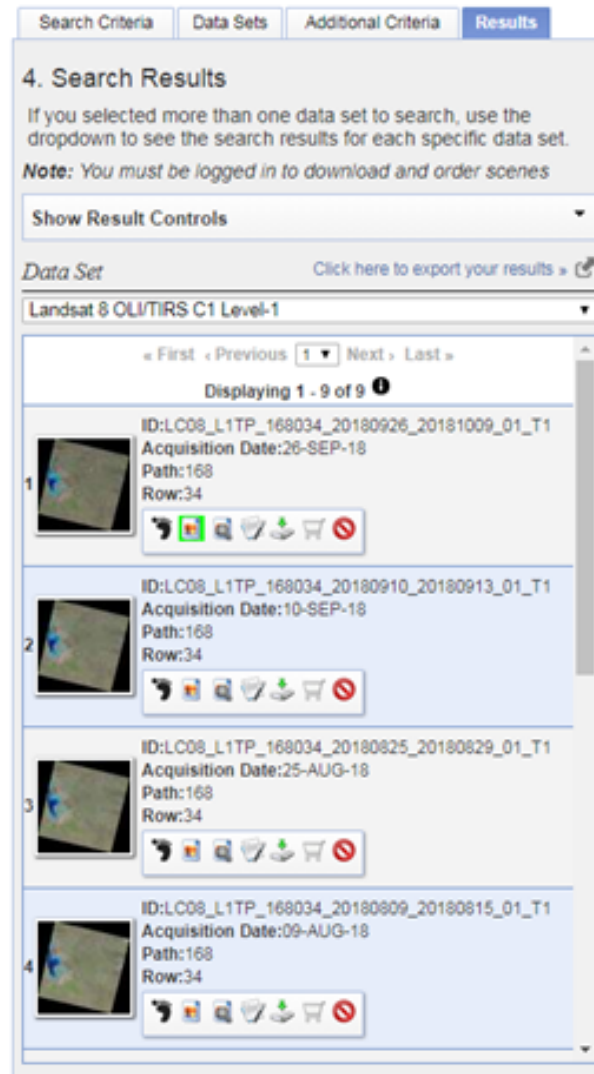 Search Criteria Data Sets Additional Criteria Results
4. Search Results
If you selected more than one data set to search, use the
dropdown to see the search results for each specific data set.
Note: You must be logged in to download and order scenes
Show Result Controls
Data Set Click here to export your results »
Landsat 8 OLI/TIRS C1 Level-1
« First ‹ Previous 1 Next › Last »
Displaying 1 - 9 of 9
ID:LC08_L1TP_168034_20180926_20181009_01_T1
Acquisition Date:26-SEP-18
Path:168
1
Row:34
ID:LC08_L1TP_168034_20180910_20180913_01_T1
Acquisition Date:10-SEP-18
Path:168
2
Row:34
ID:LC08_L1TP_168034_20180825_20180829_01_T1
Acquisition Date:25-AUG-18
Path:168
3
Row:34
ID:LC08_L1TP_168034_20180809_20180815_01_T1
Acquisition Date:09-AUG-18
Path:168
4
Row:34